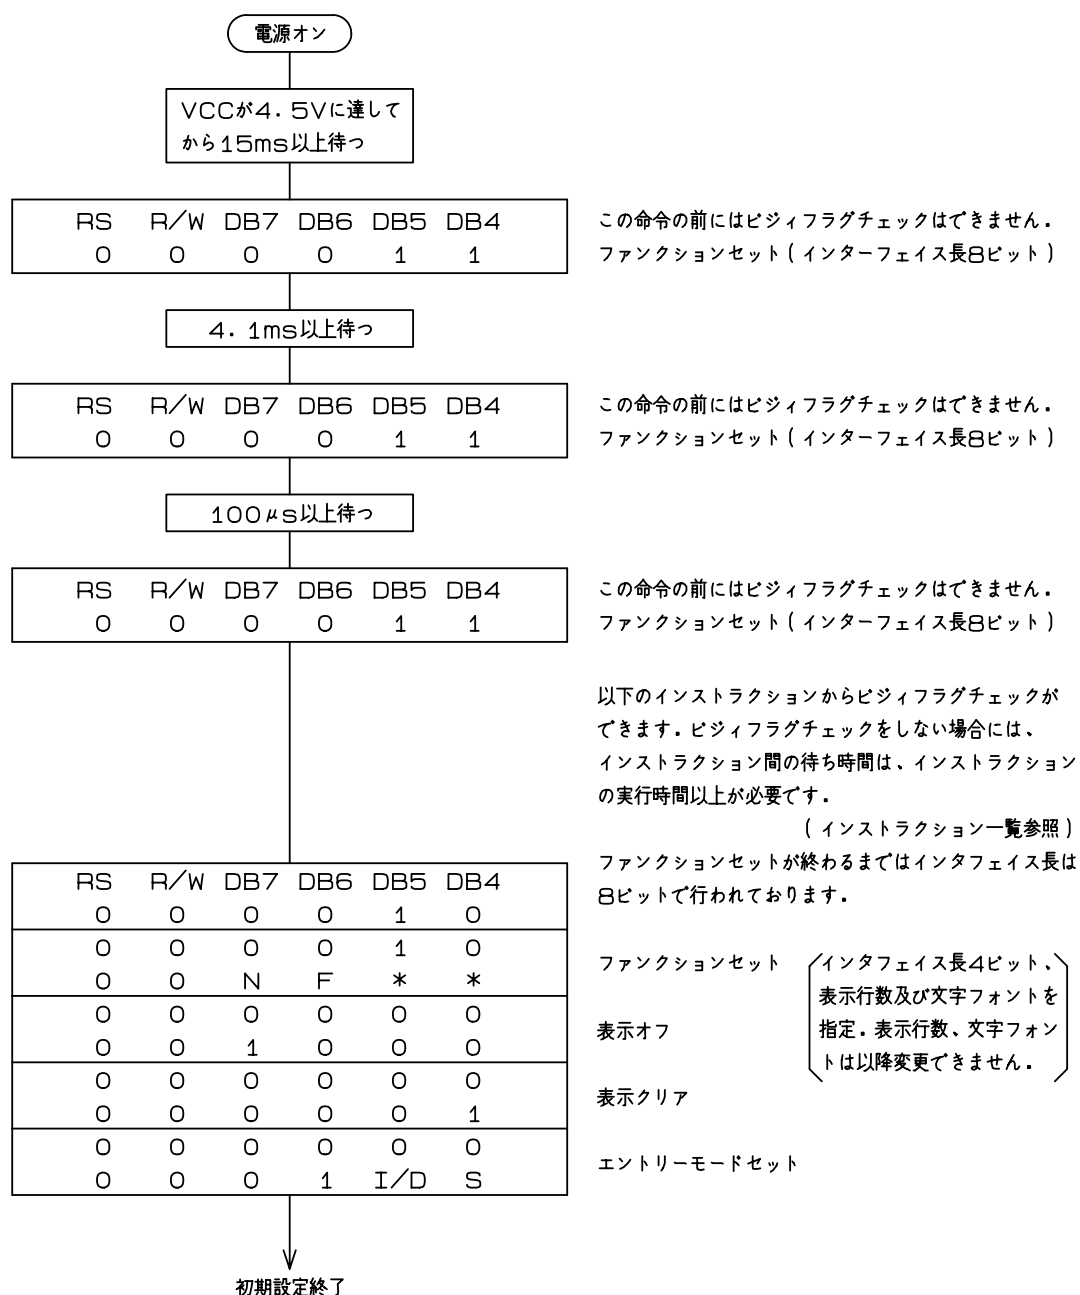 電源オン
VCCが4.5Vに達して
から15ms以上待つ
RS R/W DB7 DB6 DB5 DB4
0 0 0 0 1 1
この命令の前にはビジィフラグチェックはできません.
ファンクションセット(インターフェイス長8ビット)
4.1ms以上待つ
RS R/W DB7 DB6 DB5 DB4
0 0 0 0 1 1
この命令の前にはビジィフラグチェックはできません.
ファンクションセット(インターフェイス長8ビット)
100μs以上待つ
RS R/W DB7 DB6 DB5 DB4
0 0 0 0 1 1
この命令の前にはビジィフラグチェックはできません.
ファンクションセット(インターフェイス長8ビット)
以下のインストラクションからビジィフラグチェックが
できます.ビジィフラグチェックをしない場合には、
インストラクション間の待ち時間は、インストラクション
の実行時間以上が必要です.
(インストラクション一覧参照)
ファンクションセットが終わるまではインタフェイス長は
8ビットで行われております.
RS R/W DB7 DB6 DB5 DB4
0 0 0 0 1 0
0 0 0 0 1 0
0 0 N F * *
0 0 0 0 0 0
0 0 1 0 0 0
0 0 0 0 0 0
0 0 0 0 0 1
0 0 0 0 0 0
0 0 0 1 I/D S
ファンクションセット
インタフェイス長4ビット、
表示行数及び文字フォントを
指定.表示行数、文字フォン
トは以降変更できません.
表示オフ
表示クリア
エントリーモードセット
初期設定終了